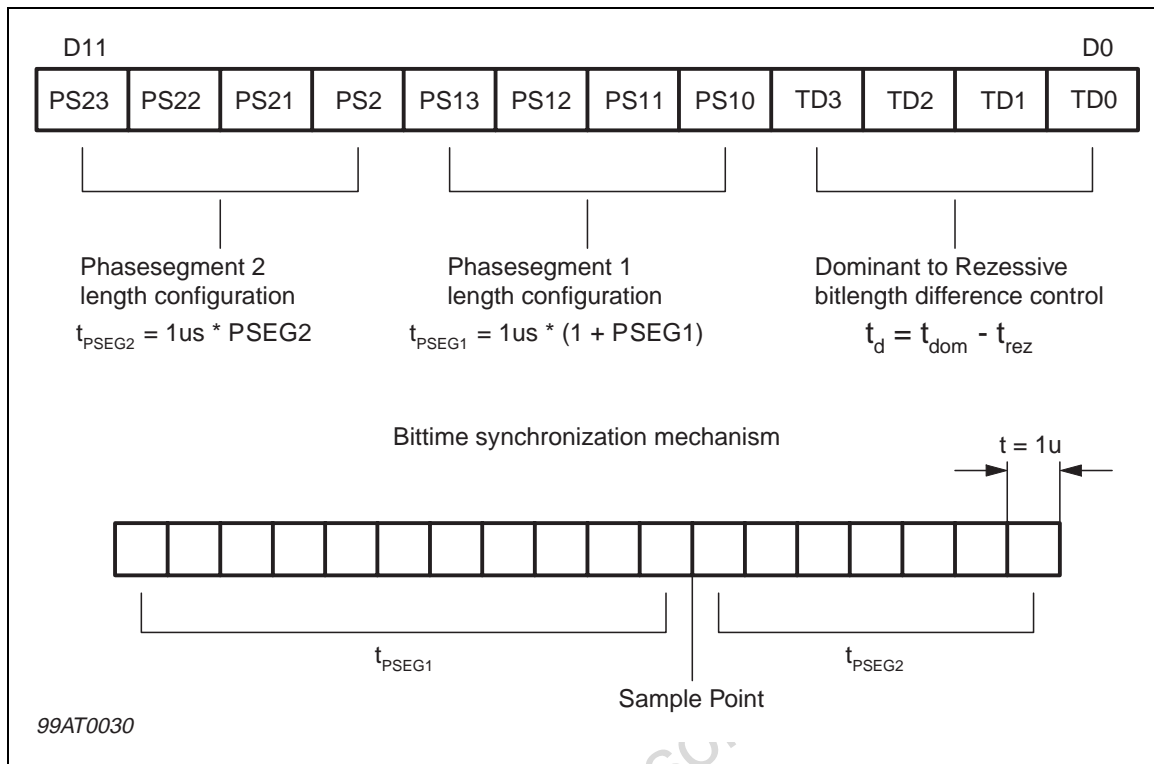 D11 D0
PS23 PS22 PS21 PS2 PS13 PS12 PS11 PS10 TD3 TD2 TD1 TD0
Phasesegment 2
length configuration
tPSEG2 = 1us * PSEG2
Phasesegment 1
length configuration
tPSEG1 = 1us * (1 + PSEG1)
Dominant to Rezessive
bitlength difference control
td = tdom - trez
Bittime synchronization mechanism
t = 1u
tPSEG1
tPSEG2
Sample Point
99AT0030